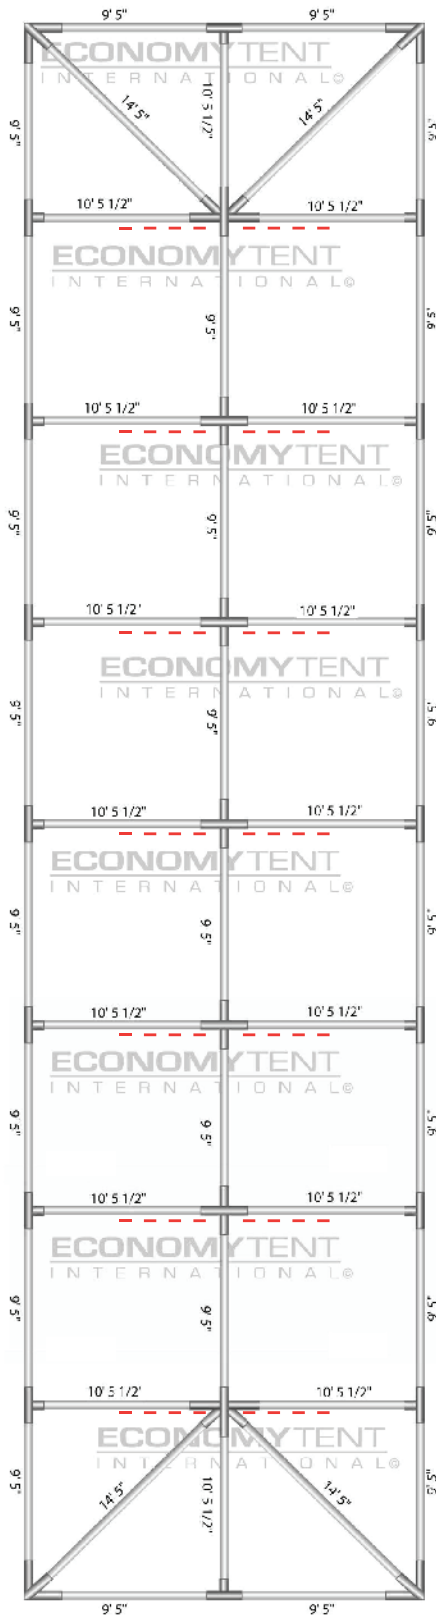 9' 5" 9' 5"
ECONOMYTENT
INTERNATIONAL©
14' 5" 10' 5 1/2" 14' 5"
9' 5" 9' 5"
10' 5 1/2" 10' 5 1/2"
ECONOMYTENT
INTERNATIONAL©
9' 5" 9' 5" 9' 5"
10' 5 1/2" 10' 5 1/2"
ECONOMYTENT
INTERNATIONAL©
9' 5" 9' 5" 9' 5"
10' 5 1/2' 10' 5 1/2"
ECONOMYTENT
INTERNATIONAL©
9' 5" 9' 5" 9' 5"
10' 5 1/2" 10' 5 1/2"
ECONOMYTENT
INTERNATIONAL©
9' 5" 9' 5" 9' 5"
10' 5 1/2" 10' 5 1/2"
ECONOMYTENT
INTERNATIONAL©
9' 5" 9' 5" 9' 5"
10' 5 1/2" 10' 5 1/2"
ECONOMYTENT
INTERNATIONAL©
9' 5" 9' 5" 9' 5"
10' 5 1/2' 10' 5 1/2"
ECONOMYTENT
INTERNATIONAL©
9' 5" 14' 5" 10' 5 1/2" 14' 5" 9' 5"
9' 5" 9' 5"